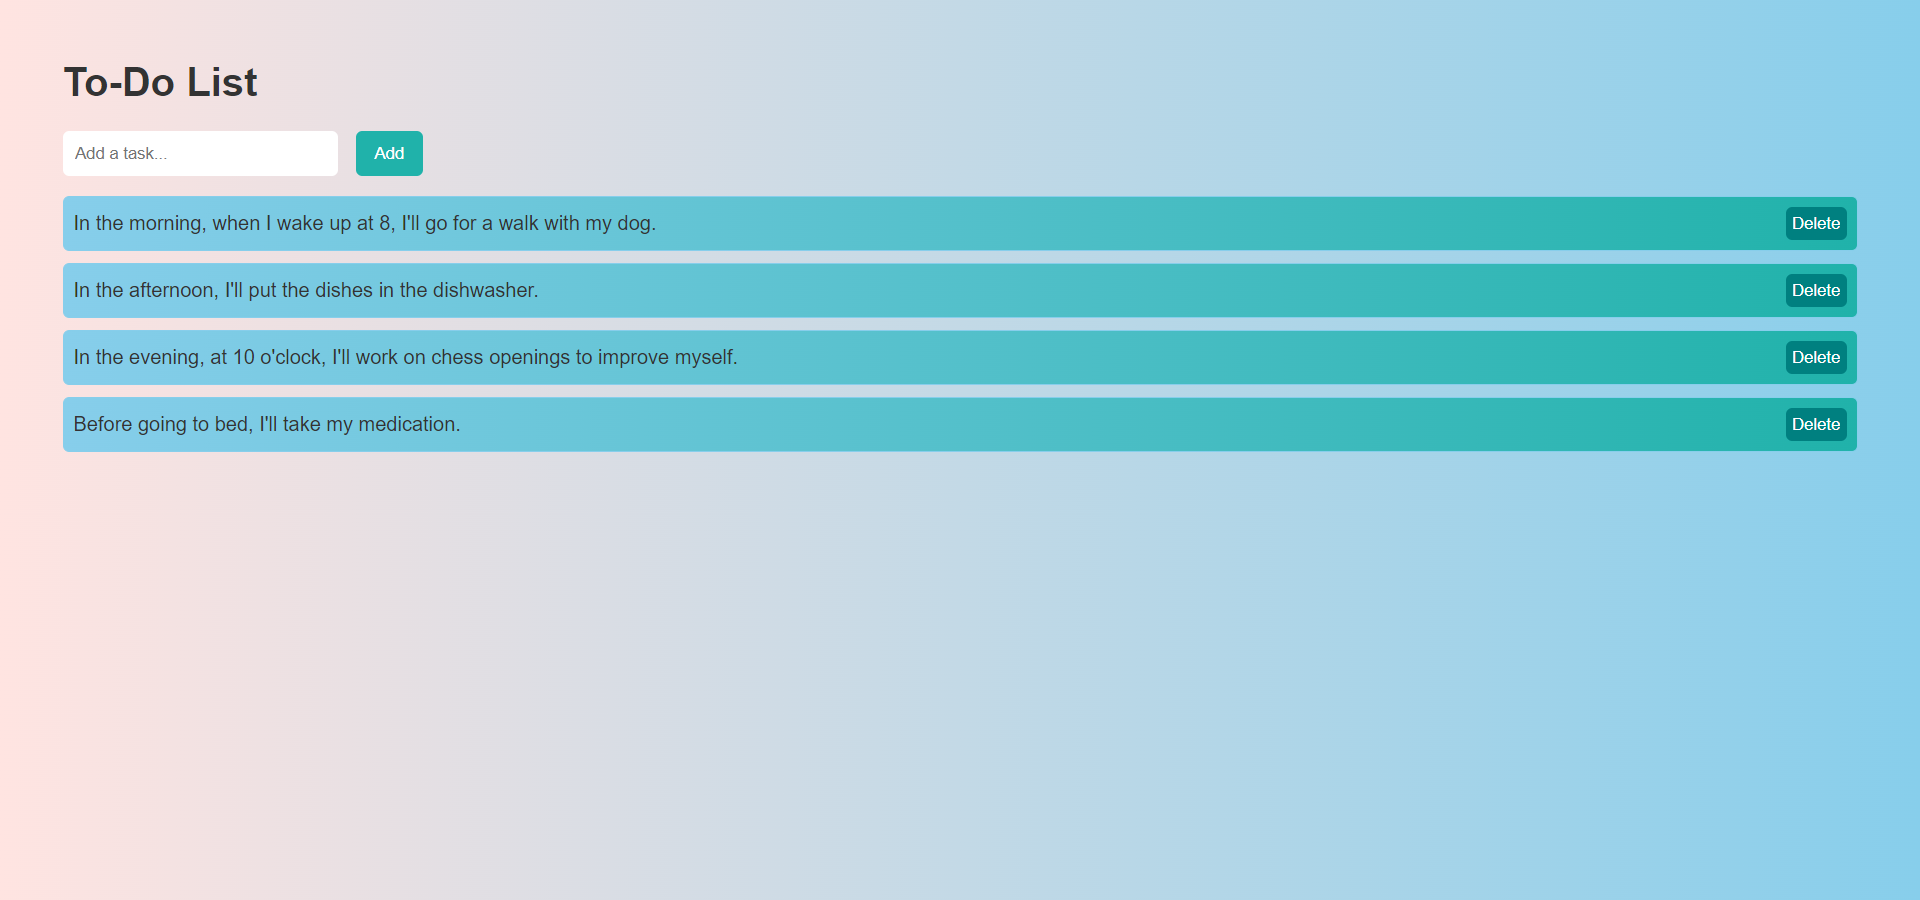 To-Do List
Add a task...
Add
In the morning, when I wake up at 8, I'll go for a walk with my dog.
Delete
In the afternoon, I'll put the dishes in the dishwasher.
Delete
In the evening, at 10 o'clock, I'll work on chess openings to improve myself.
Delete
Before going to bed, I'll take my medication.
Delete